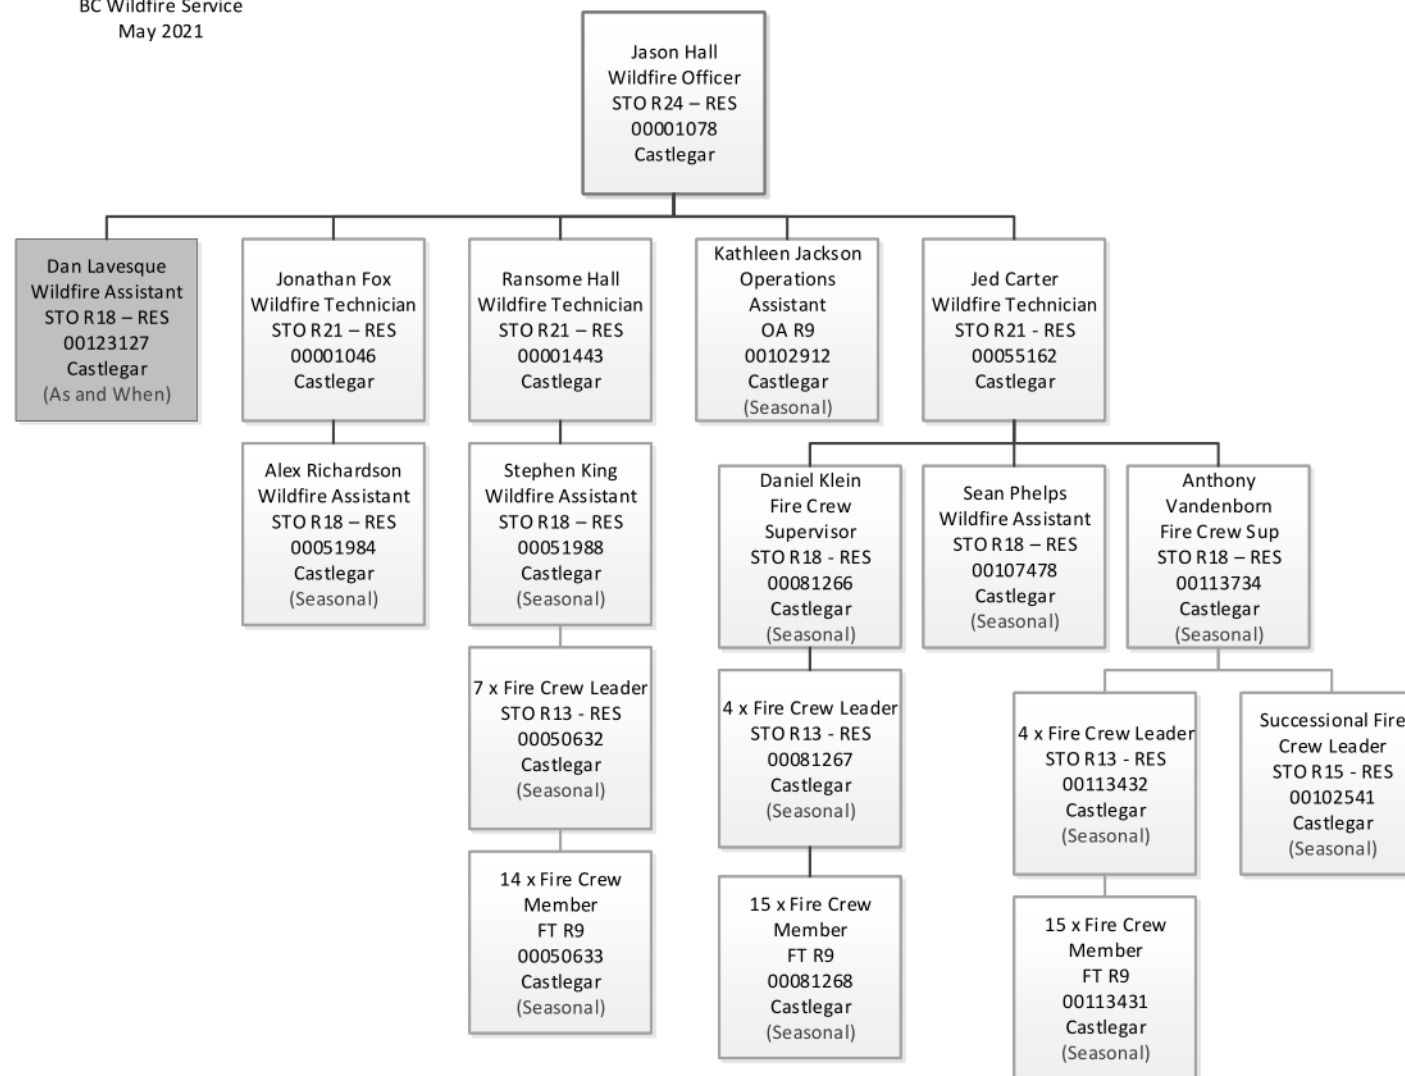 BC Wildfire Service
May 2021
Jason Hall
Wildfire Officer
STO R24 – RES
00001078
Castlegar
Dan Lavesque
Wildfire Assistant
STO R18 – RES
00123127
Castlegar
(As and When)
Jonathan Fox
Wildfire Technician
STO R21 – RES
00001046
Castlegar
Ransome Hall
Wildfire Technician
STO R21 – RES
00001443
Castlegar
Kathleen Jackson
Operations
Assistant
OA R9
00102912
Castlegar
(Seasonal)
Jed Carter
Wildfire Technician
STO R21 - RES
00055162
Castlegar
Alex Richardson
Wildfire Assistant
STO R18 – RES
00051984
Castlegar
(Seasonal)
Stephen King
Wildfire Assistant
STO R18 – RES
00051988
Castlegar
(Seasonal)
Daniel Klein
Fire Crew
Supervisor
STO R18 - RES
00081266
Castlegar
(Seasonal)
Sean Phelps
Wildfire Assistant
STO R18 – RES
00107478
Castlegar
(Seasonal)
Anthony
Vandenborn
Fire Crew Sup
STO R18 – RES
00113734
Castlegar
(Seasonal)
7 x Fire Crew Leader
STO R13 - RES
00050632
Castlegar
(Seasonal)
4 x Fire Crew Leader
STO R13 - RES
00081267
Castlegar
(Seasonal)
4 x Fire Crew Leader
STO R13 - RES
00113432
Castlegar
(Seasonal)
Successional Fire
Crew Leader
STO R15 - RES
00102541
Castlegar
(Seasonal)
14 x Fire Crew
Member
FT R9
00050633
Castlegar
(Seasonal)
15 x Fire Crew
Member
FT R9
00081268
Castlegar
(Seasonal)
15 x Fire Crew
Member
FT R9
00113431
Castlegar
(Seasonal)